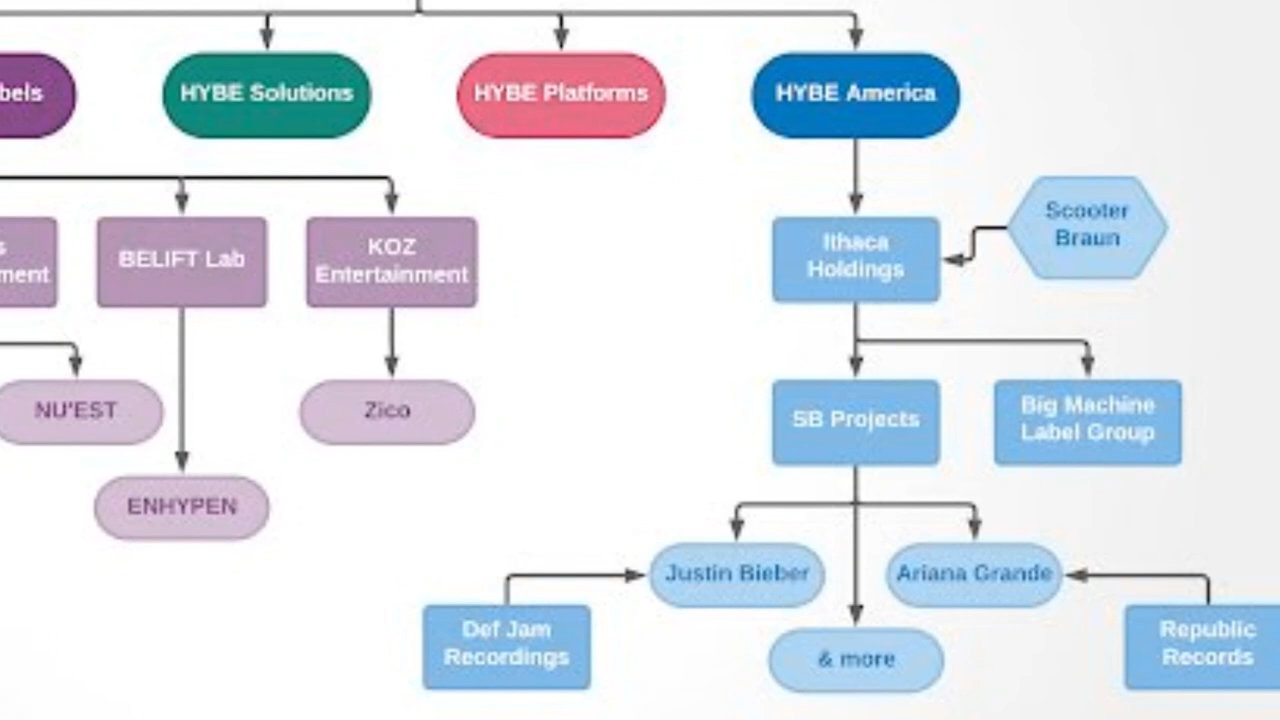 bels
HYBE Solutions
HYBE Platforms
HYBE America
s
ment
BELIFT Lab
KOZ
Entertainment
Ithaca
Holdings
Scooter
Braun
NU'EST
Zico
SB Projects
Big Machine
Label Group
ENHYPEN
Justin Bieber
Ariana Grande
Def Jam
Recordings
& more
Republic
Records